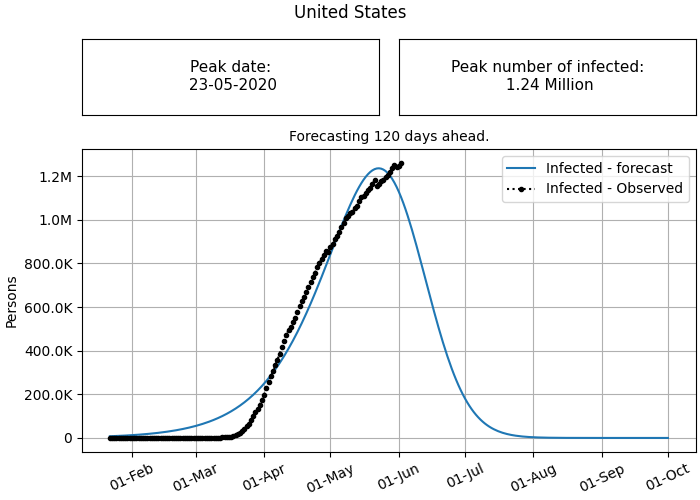 United States
Peak date:
23-05-2020
Peak number of infected:
1.24 Million
Forecasting 120 days ahead.
Infected - forecast
Infected - Observed
Persons
1.2M
1.0M
800.0K
600.0K
400.0K
200.0K
0
01-Feb
01-Mar
01-Apr
01-May
01-Jun
01-Jul
01-Aug
01-Sep
01-Oct